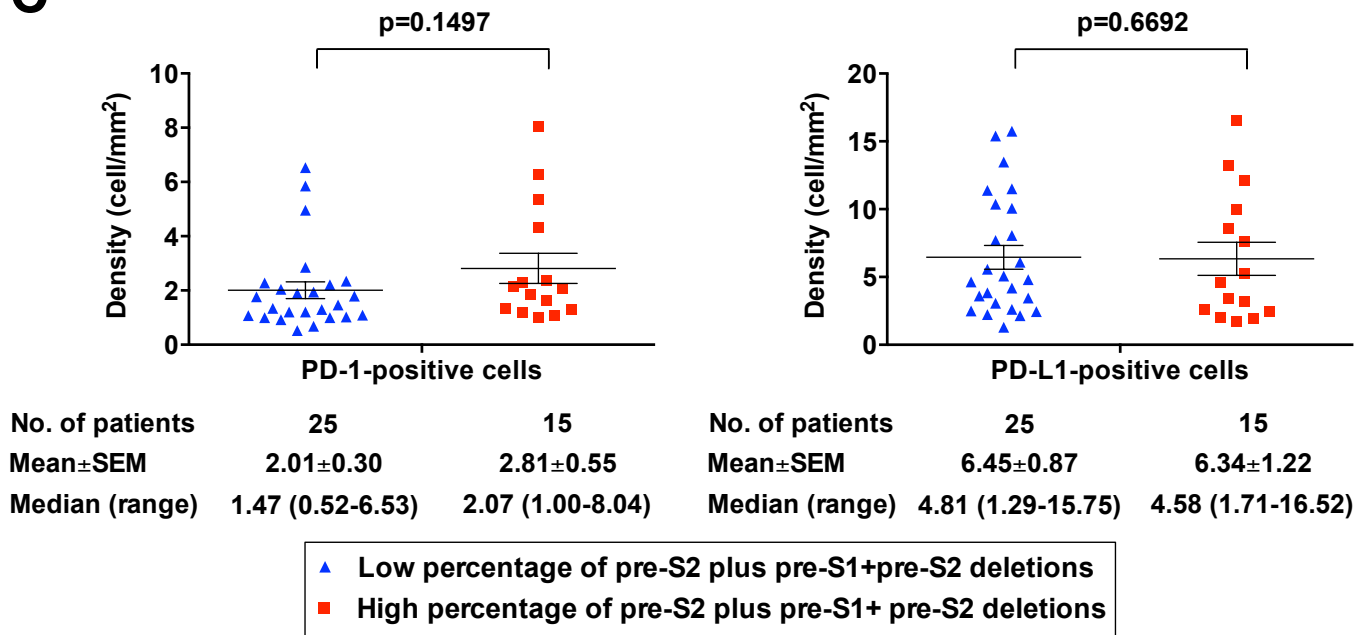 p=0.1497
p=0.6692
Density (cell/mm²)
10
8
6
4
2
0
PD-1-positive cells
Density (cell/mm²)
20
15
10
5
0
PD-L1-positive cells
No. of patients 25 15
Mean±SEM 2.01±0.30 2.81±0.55
Median (range) 1.47 (0.52-6.53) 2.07 (1.00-8.04)
No. of patients 25 15
Mean±SEM 6.45±0.87 6.34±1.22
Median (range) 4.81 (1.29-15.75) 4.58 (1.71-16.52)
Low percentage of pre-S2 plus pre-S1+pre-S2 deletions
High percentage of pre-S2 plus pre-S1+ pre-S2 deletions